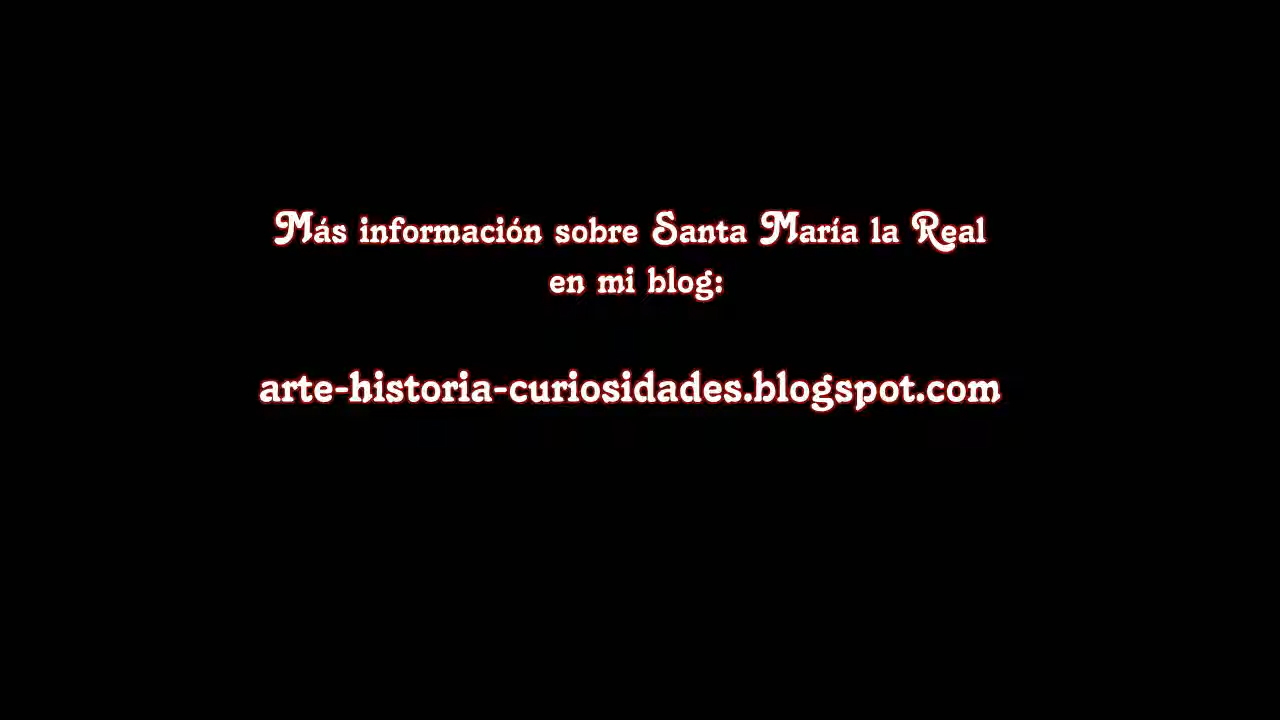 Más información sobre Santa María la Real
en mi blog:
arte-historia-curiosidades.blogspot.com